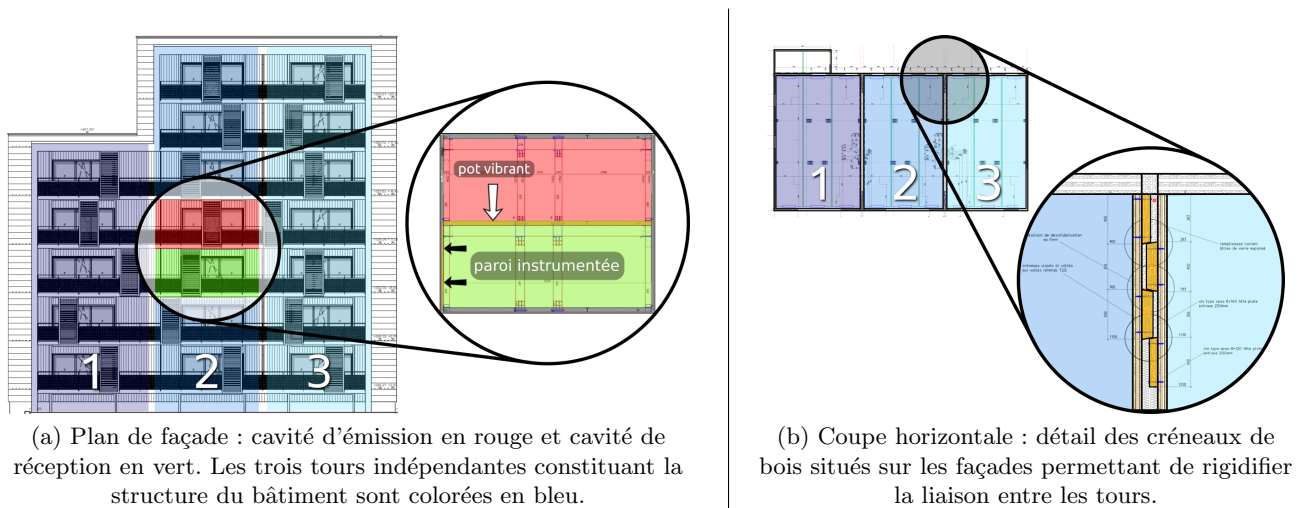 pot vibrant
paroi instrumentée
1 2 3
(a) Plan de façade : cavité d'émission en rouge et cavité de
réception en vert. Les trois tours indépendantes constituant la
structure du bâtiment sont colorées en bleu.
1 2 3
(b) Coupe horizontale : détail des créneaux de
bois situés sur les façades permettant de rigidifier
la liaison entre les tours.